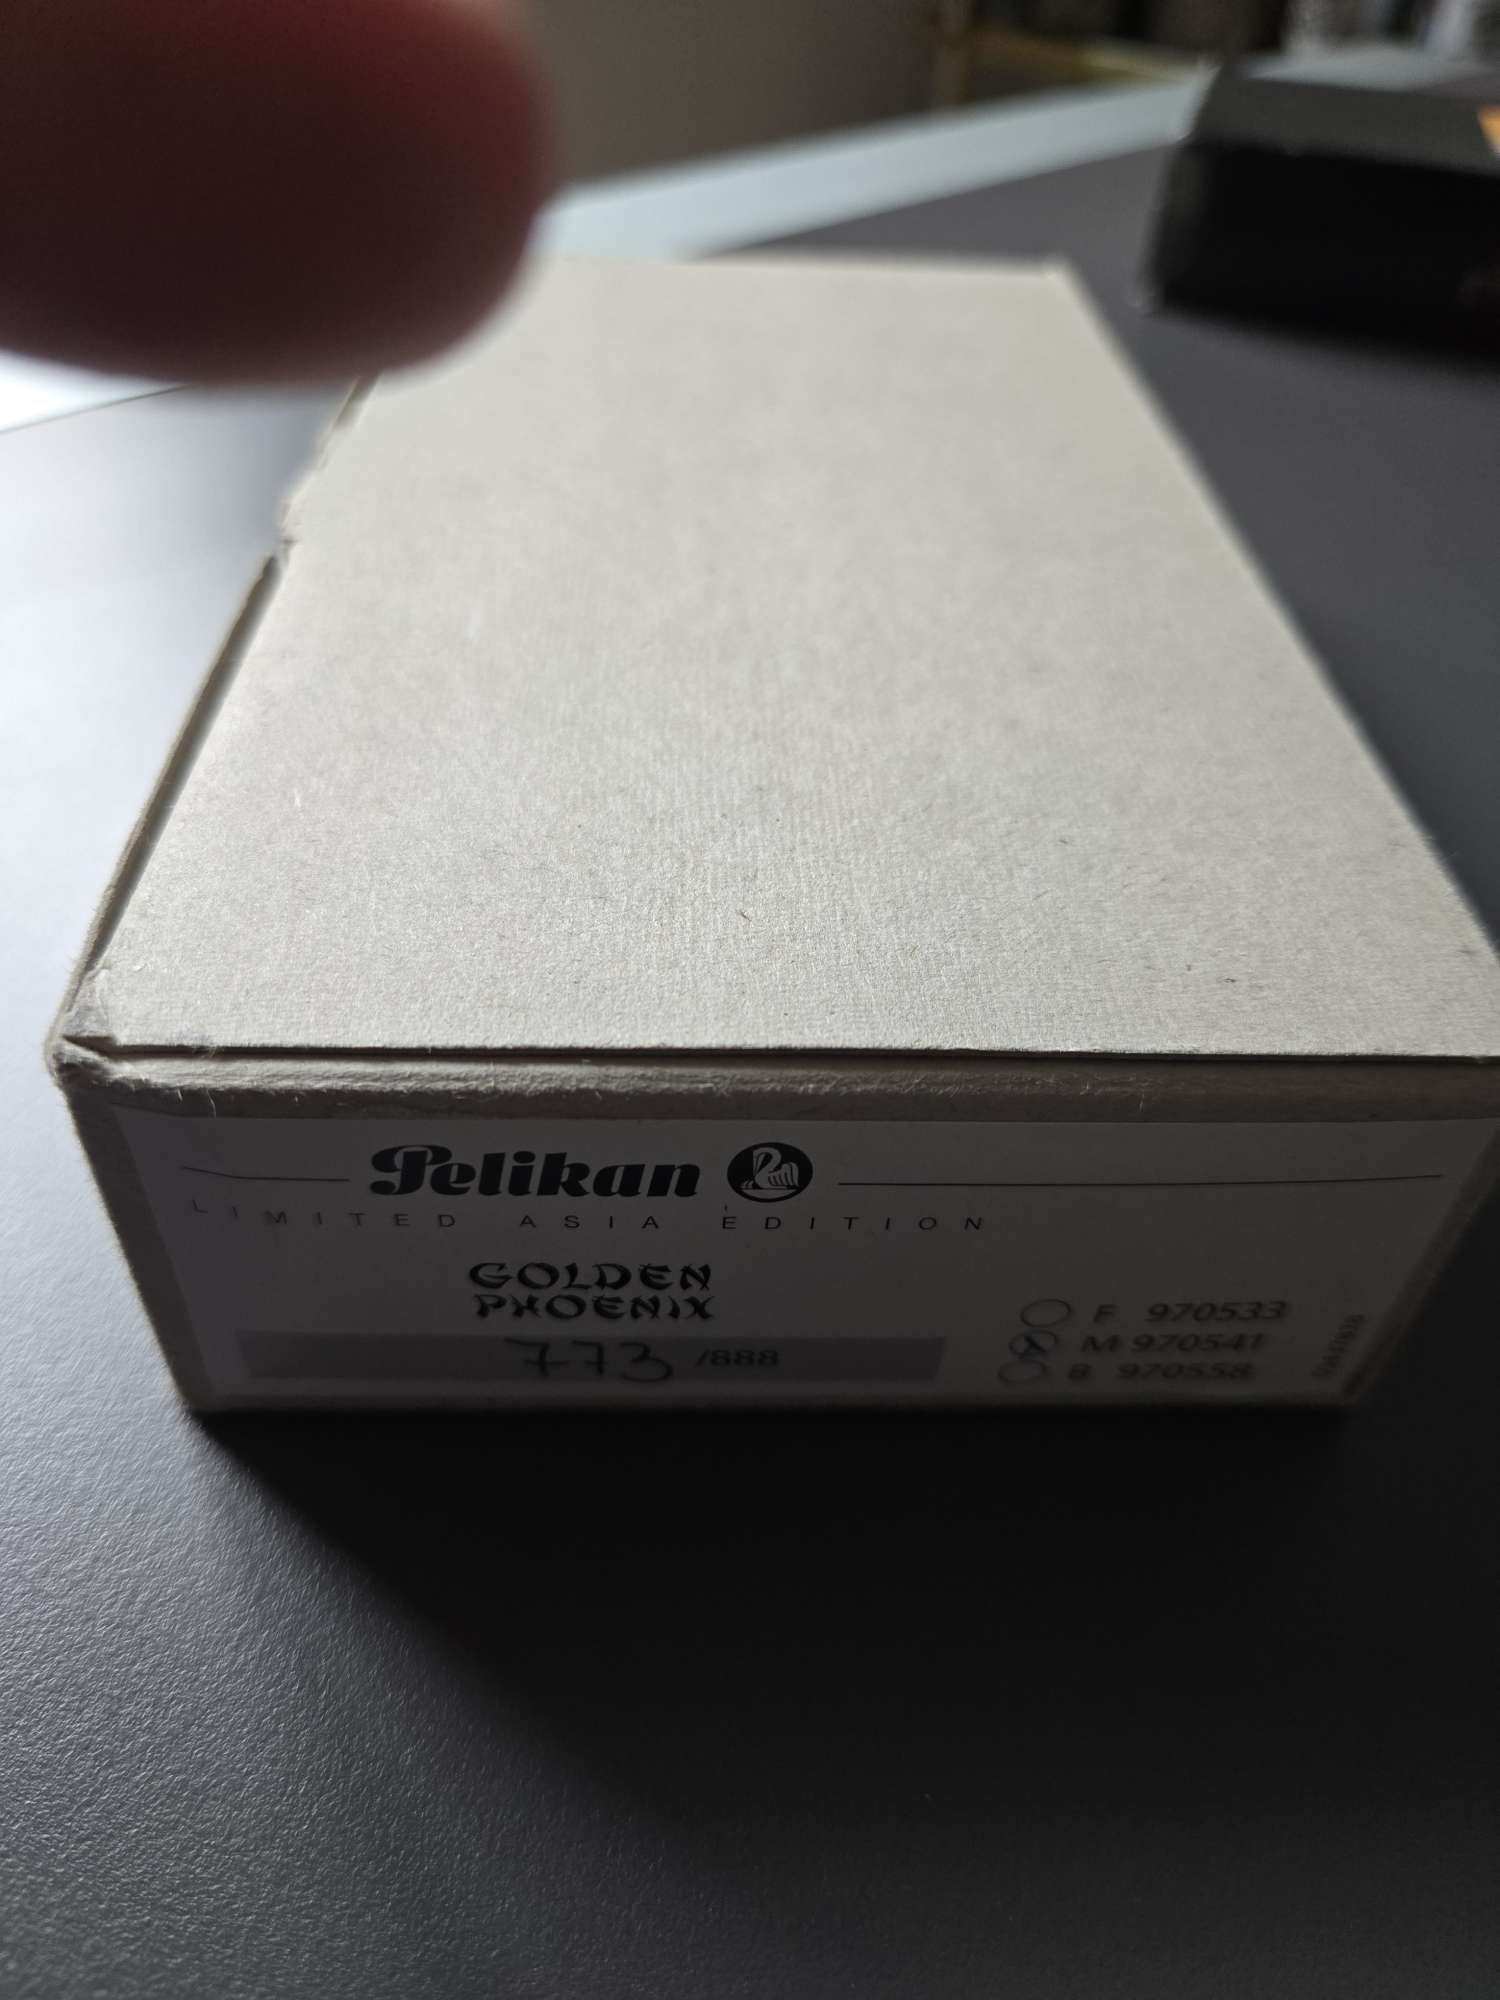 Pelikan
LIMITED ASIA EDITION
GOLDEN
PHOENIX
773 /888
F 970533
M 970541
B 970558